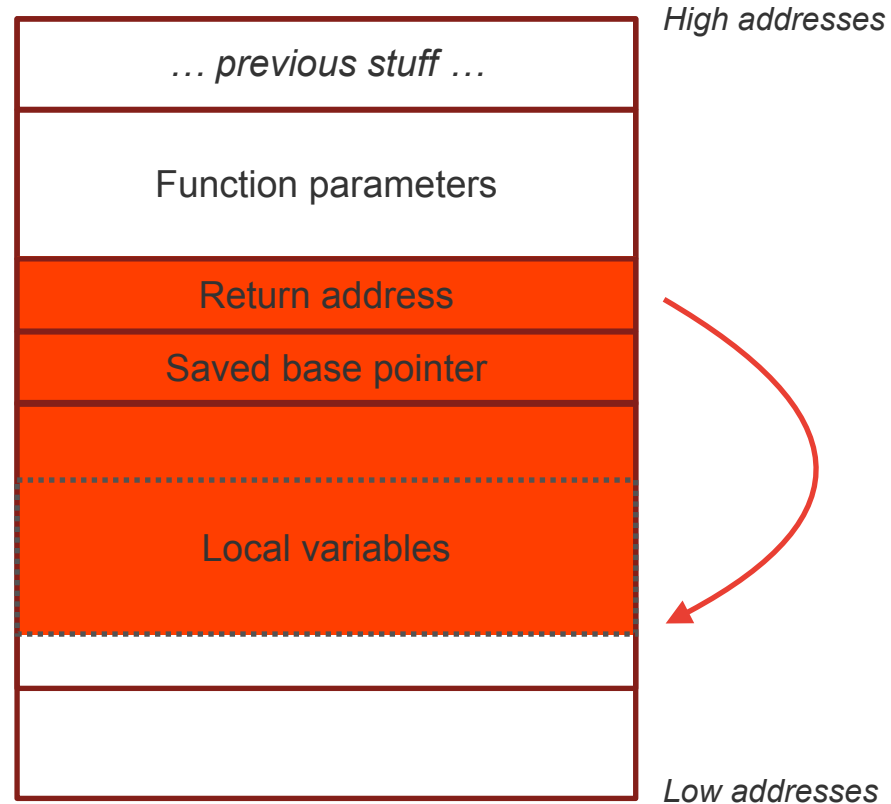 High addresses
… previous stuff …
Function parameters
Return address
Saved base pointer
Local variables
Low addresses